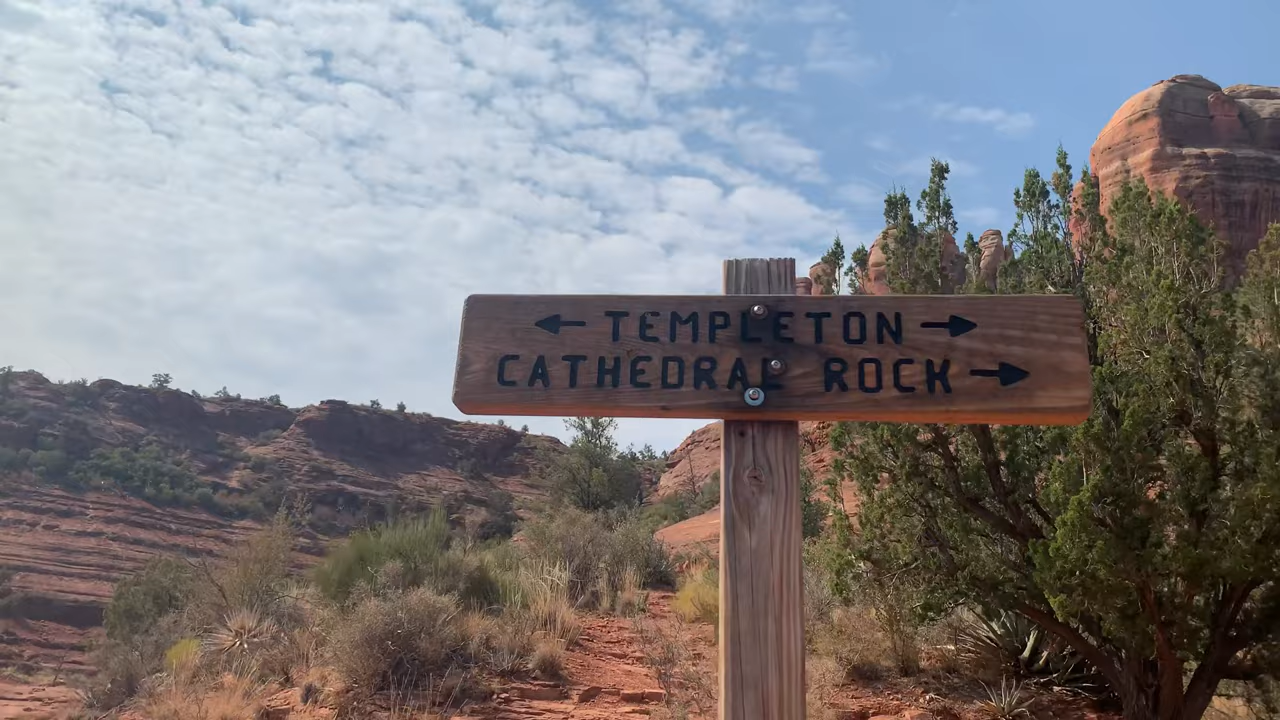 ← TEMPLETON →
CATHEDRAL ROCK →